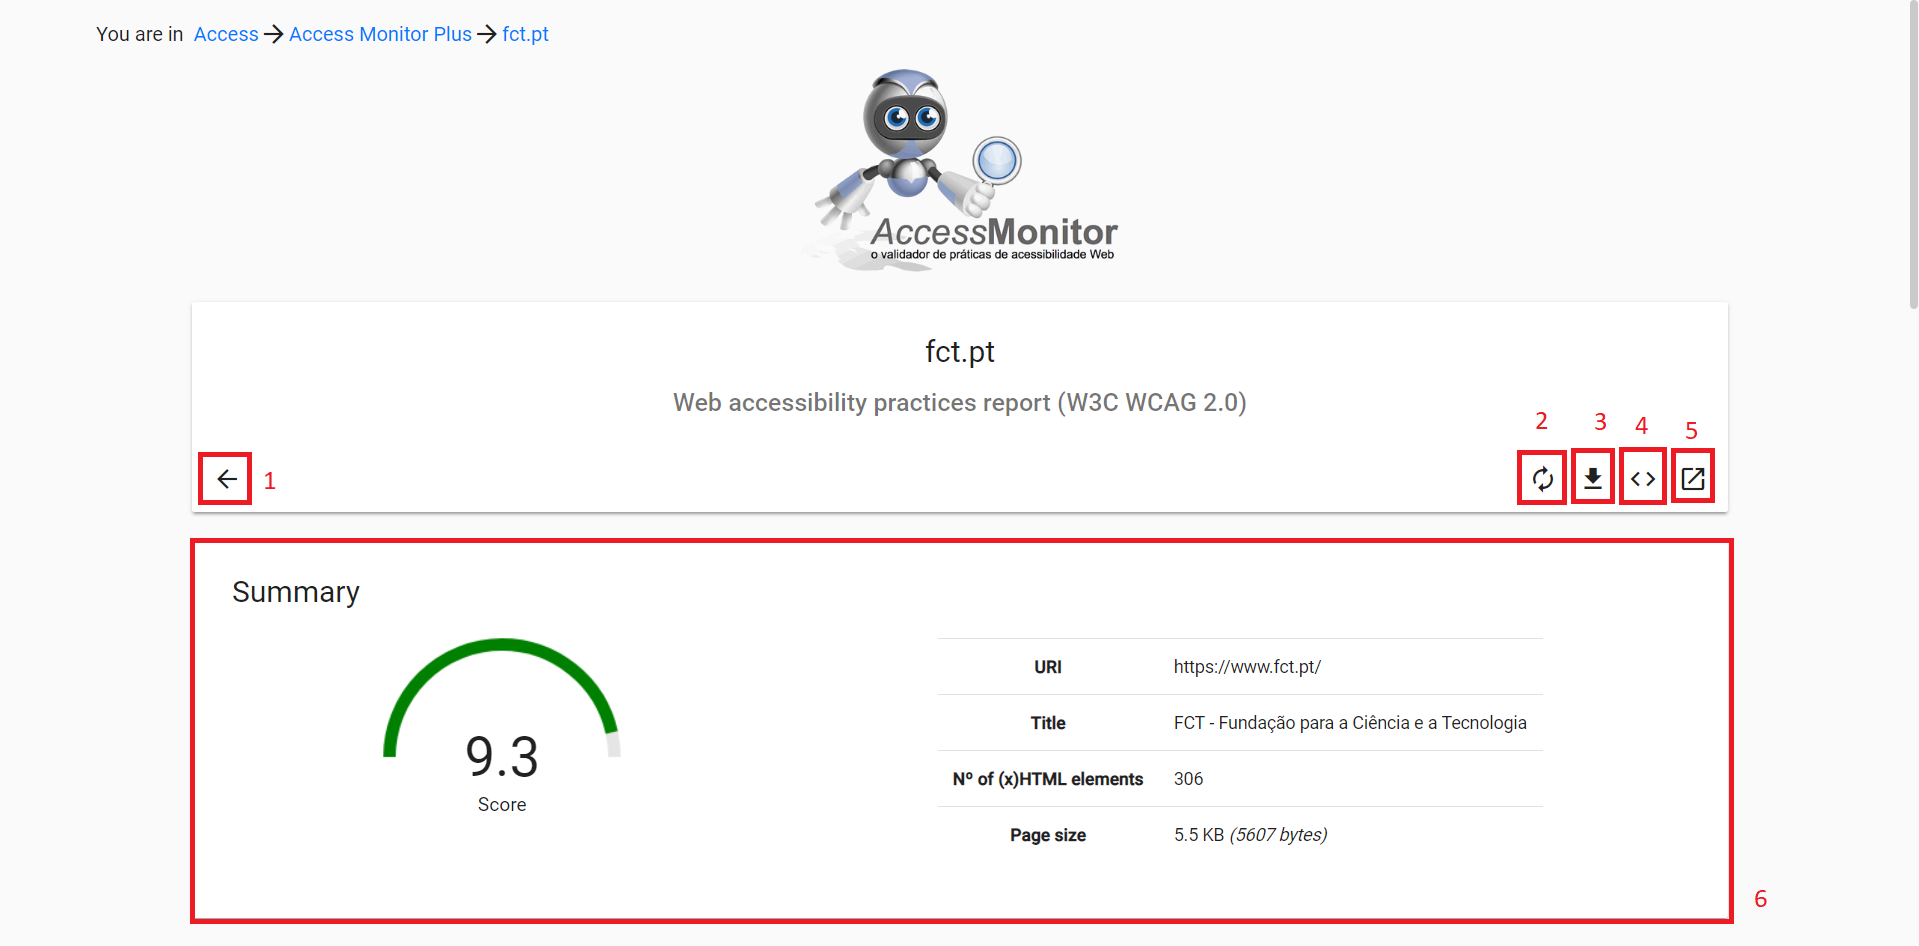 You are in Access Access Monitor Plus fct.pt
AccessMonitor
o validador de práticas de acessibilidade Web
fct.pt
Web accessibility practices report (W3C WCAG 2.0)
1
2
3
4
5
Summary
9.3
Score
URI https://www.fct.pt/
Title FCT - Fundação para a Ciência e a Tecnologia
Nº of (x)HTML elements 306
Page size 5.5 KB (5607 bytes)
6